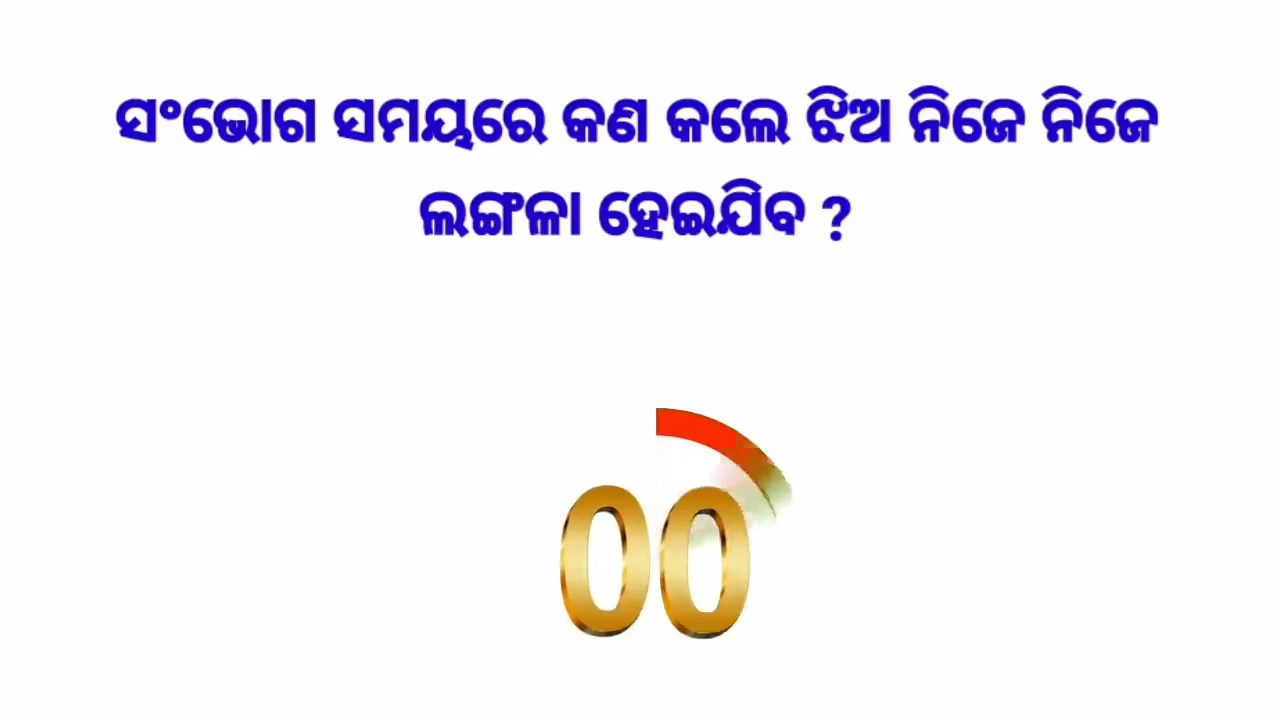 ସଂଭୋଗ ସମୟରେ କଣ କଲେ ଝିଅ ନିଜେ ନିଜେ
ଲଙ୍ଗଳା ହେଇଯିବ ?
00